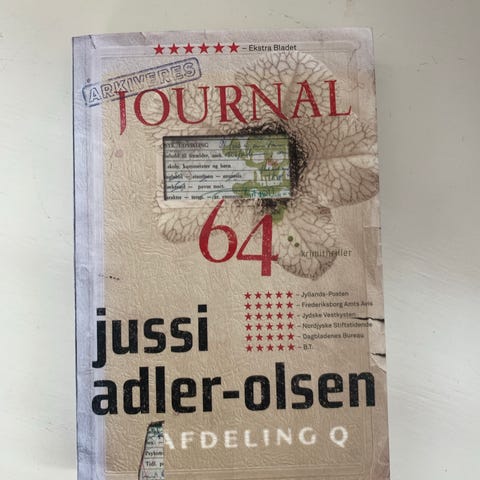 ★★★★★★ – Ekstra Bladet
ARKIVERES
JOURNAL
64
krimithriller
★★★★★ – Jyllands-Posten
★★★★★ – Frederiksborg Amts Avis
★★★★★ – Jydske Vestkysten
★★★★★ – Nordjyske Stiftstidende
★★★★★ – Dagbladenes Bureau
★★★★★ – B.T.
jussi
adler-olsen
AFDELING Q